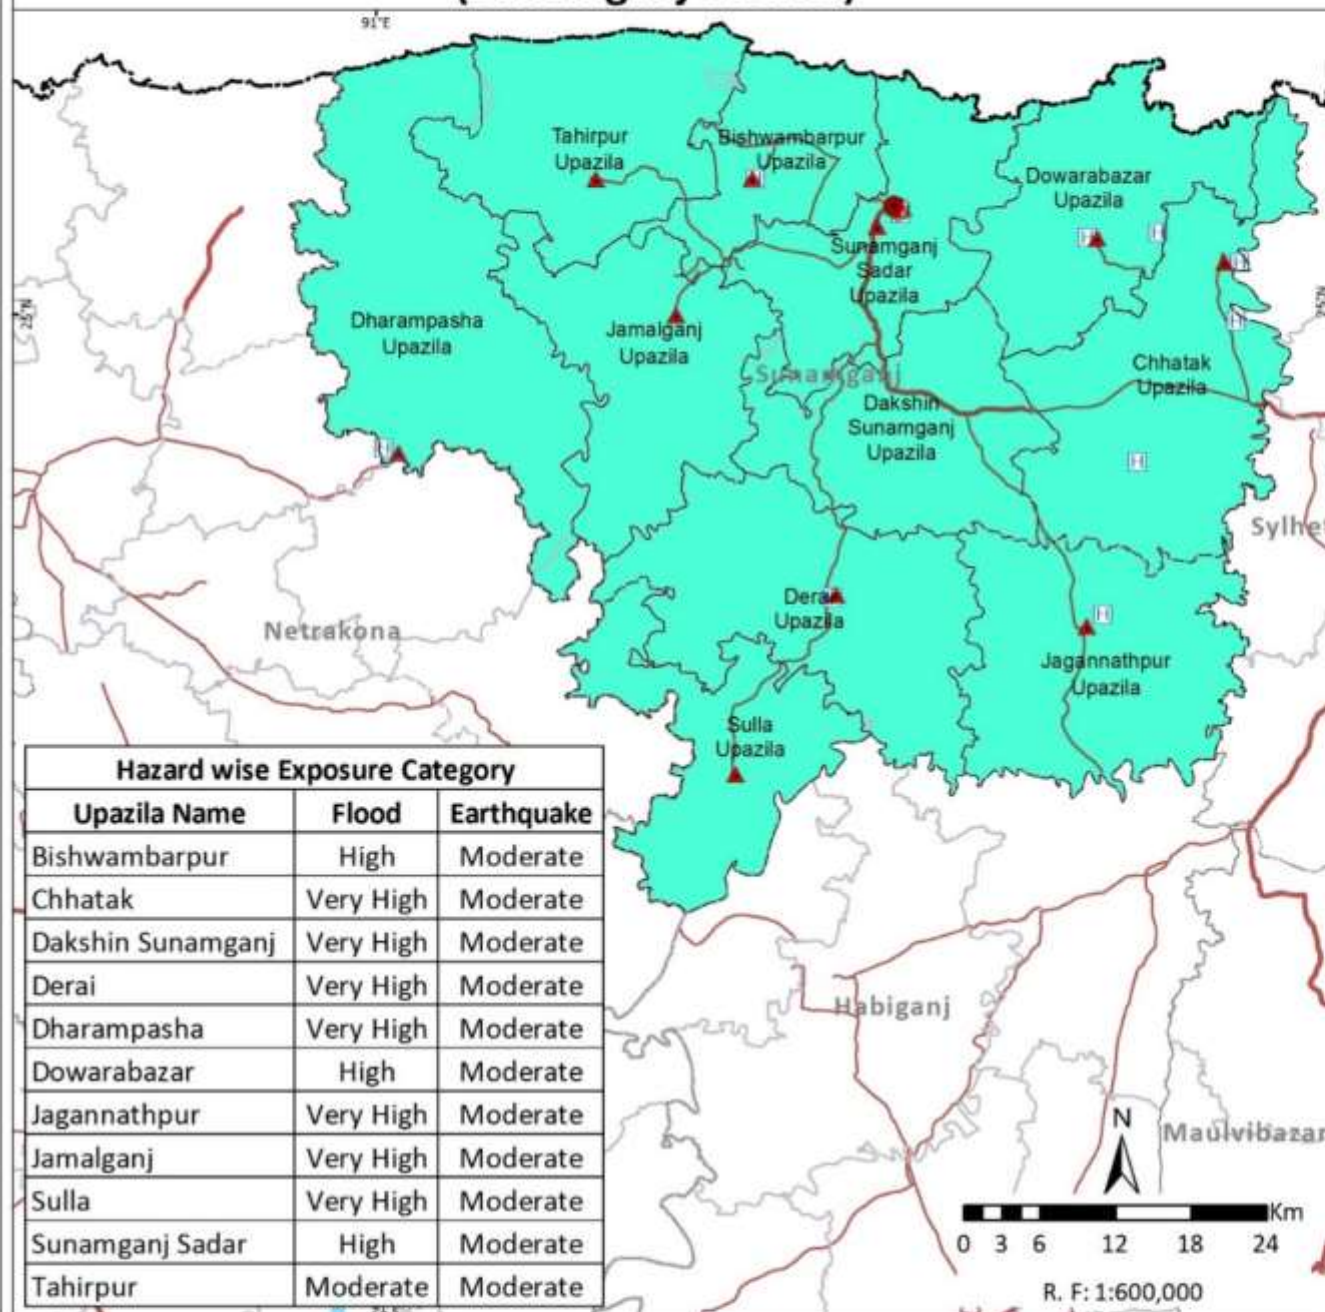 91°E
Tahirpur
Upazila
Bishwambarpur
Upazila
Dowarabazar
Upazila
Sunamganj
Sadar
Upazila
25°N
25°N
Dharampasha
Upazila
Jamalganj
Upazila
Chhatak
Upazila
Sunamganj
Dakshin
Sunamganj
Upazila
H
H
H
H
H
H
Sylhet
Derai
Upazila
H
Netrakona
Jagannathpur
Upazila
Sulla
Upazila
Hazard wise Exposure Category
Upazila Name Flood Earthquake
Bishwambarpur High Moderate
Chhatak Very High Moderate
Dakshin Sunamganj Very High Moderate
Derai Very High Moderate
Dharampasha Very High Moderate
Dowarabazar High Moderate
Jagannathpur Very High Moderate
Jamalganj Very High Moderate
Sulla Very High Moderate
Sunamganj Sadar High Moderate
Tahirpur Moderate Moderate
Habiganj
Maulvibazar
N
Km
0 3 6 12 18 24
R. F: 1:600,000